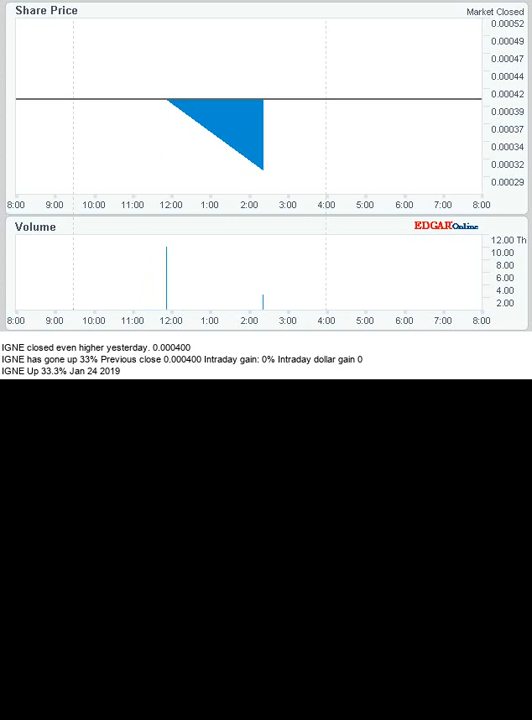 Share Price
Market Closed
0.00052
0.00049
0.00047
0.00044
0.00042
0.00039
0.00037
0.00034
0.00032
0.00029
8:00 9:00 10:00 11:00 12:00 1:00 2:00 3:00 4:00 5:00 6:00 7:00 8:00
Volume
EDGAR Online
12.00 Th
10.00
8.00
6.00
4.00
2.00
8:00 9:00 10:00 11:00 12:00 1:00 2:00 3:00 4:00 5:00 6:00 7:00 8:00
IGNE closed even higher yesterday. 0.000400
IGNE has gone up 33% Previous close 0.000400 Intraday gain: 0% Intraday dollar gain 0
IGNE Up 33.3% Jan 24 2019